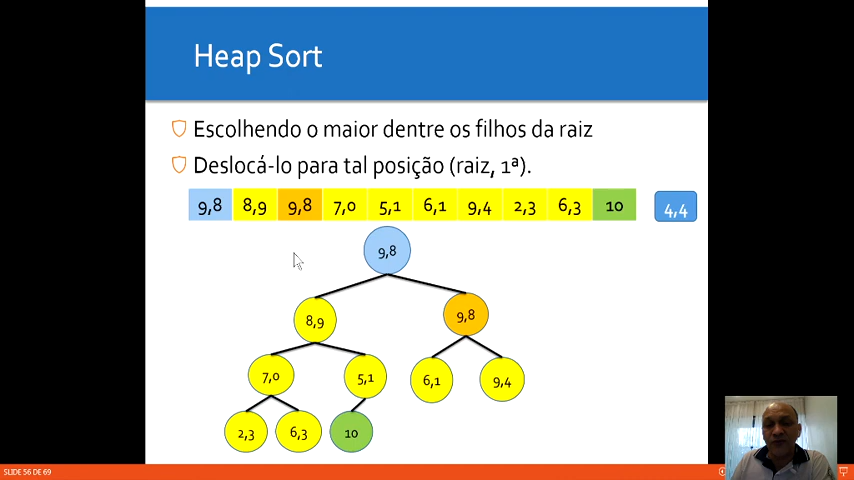 Heap Sort
Escolhendo o maior dentre os filhos da raiz
Deslocá-lo para tal posição (raiz, 1ª).
9,8 8,9 9,8 7,0 5,1 6,1 9,4 2,3 6,3 10 4,4
9,8
8,9 9,8
7,0 5,1 6,1 9,4
2,3 6,3 10
SLIDE 56 DE 69